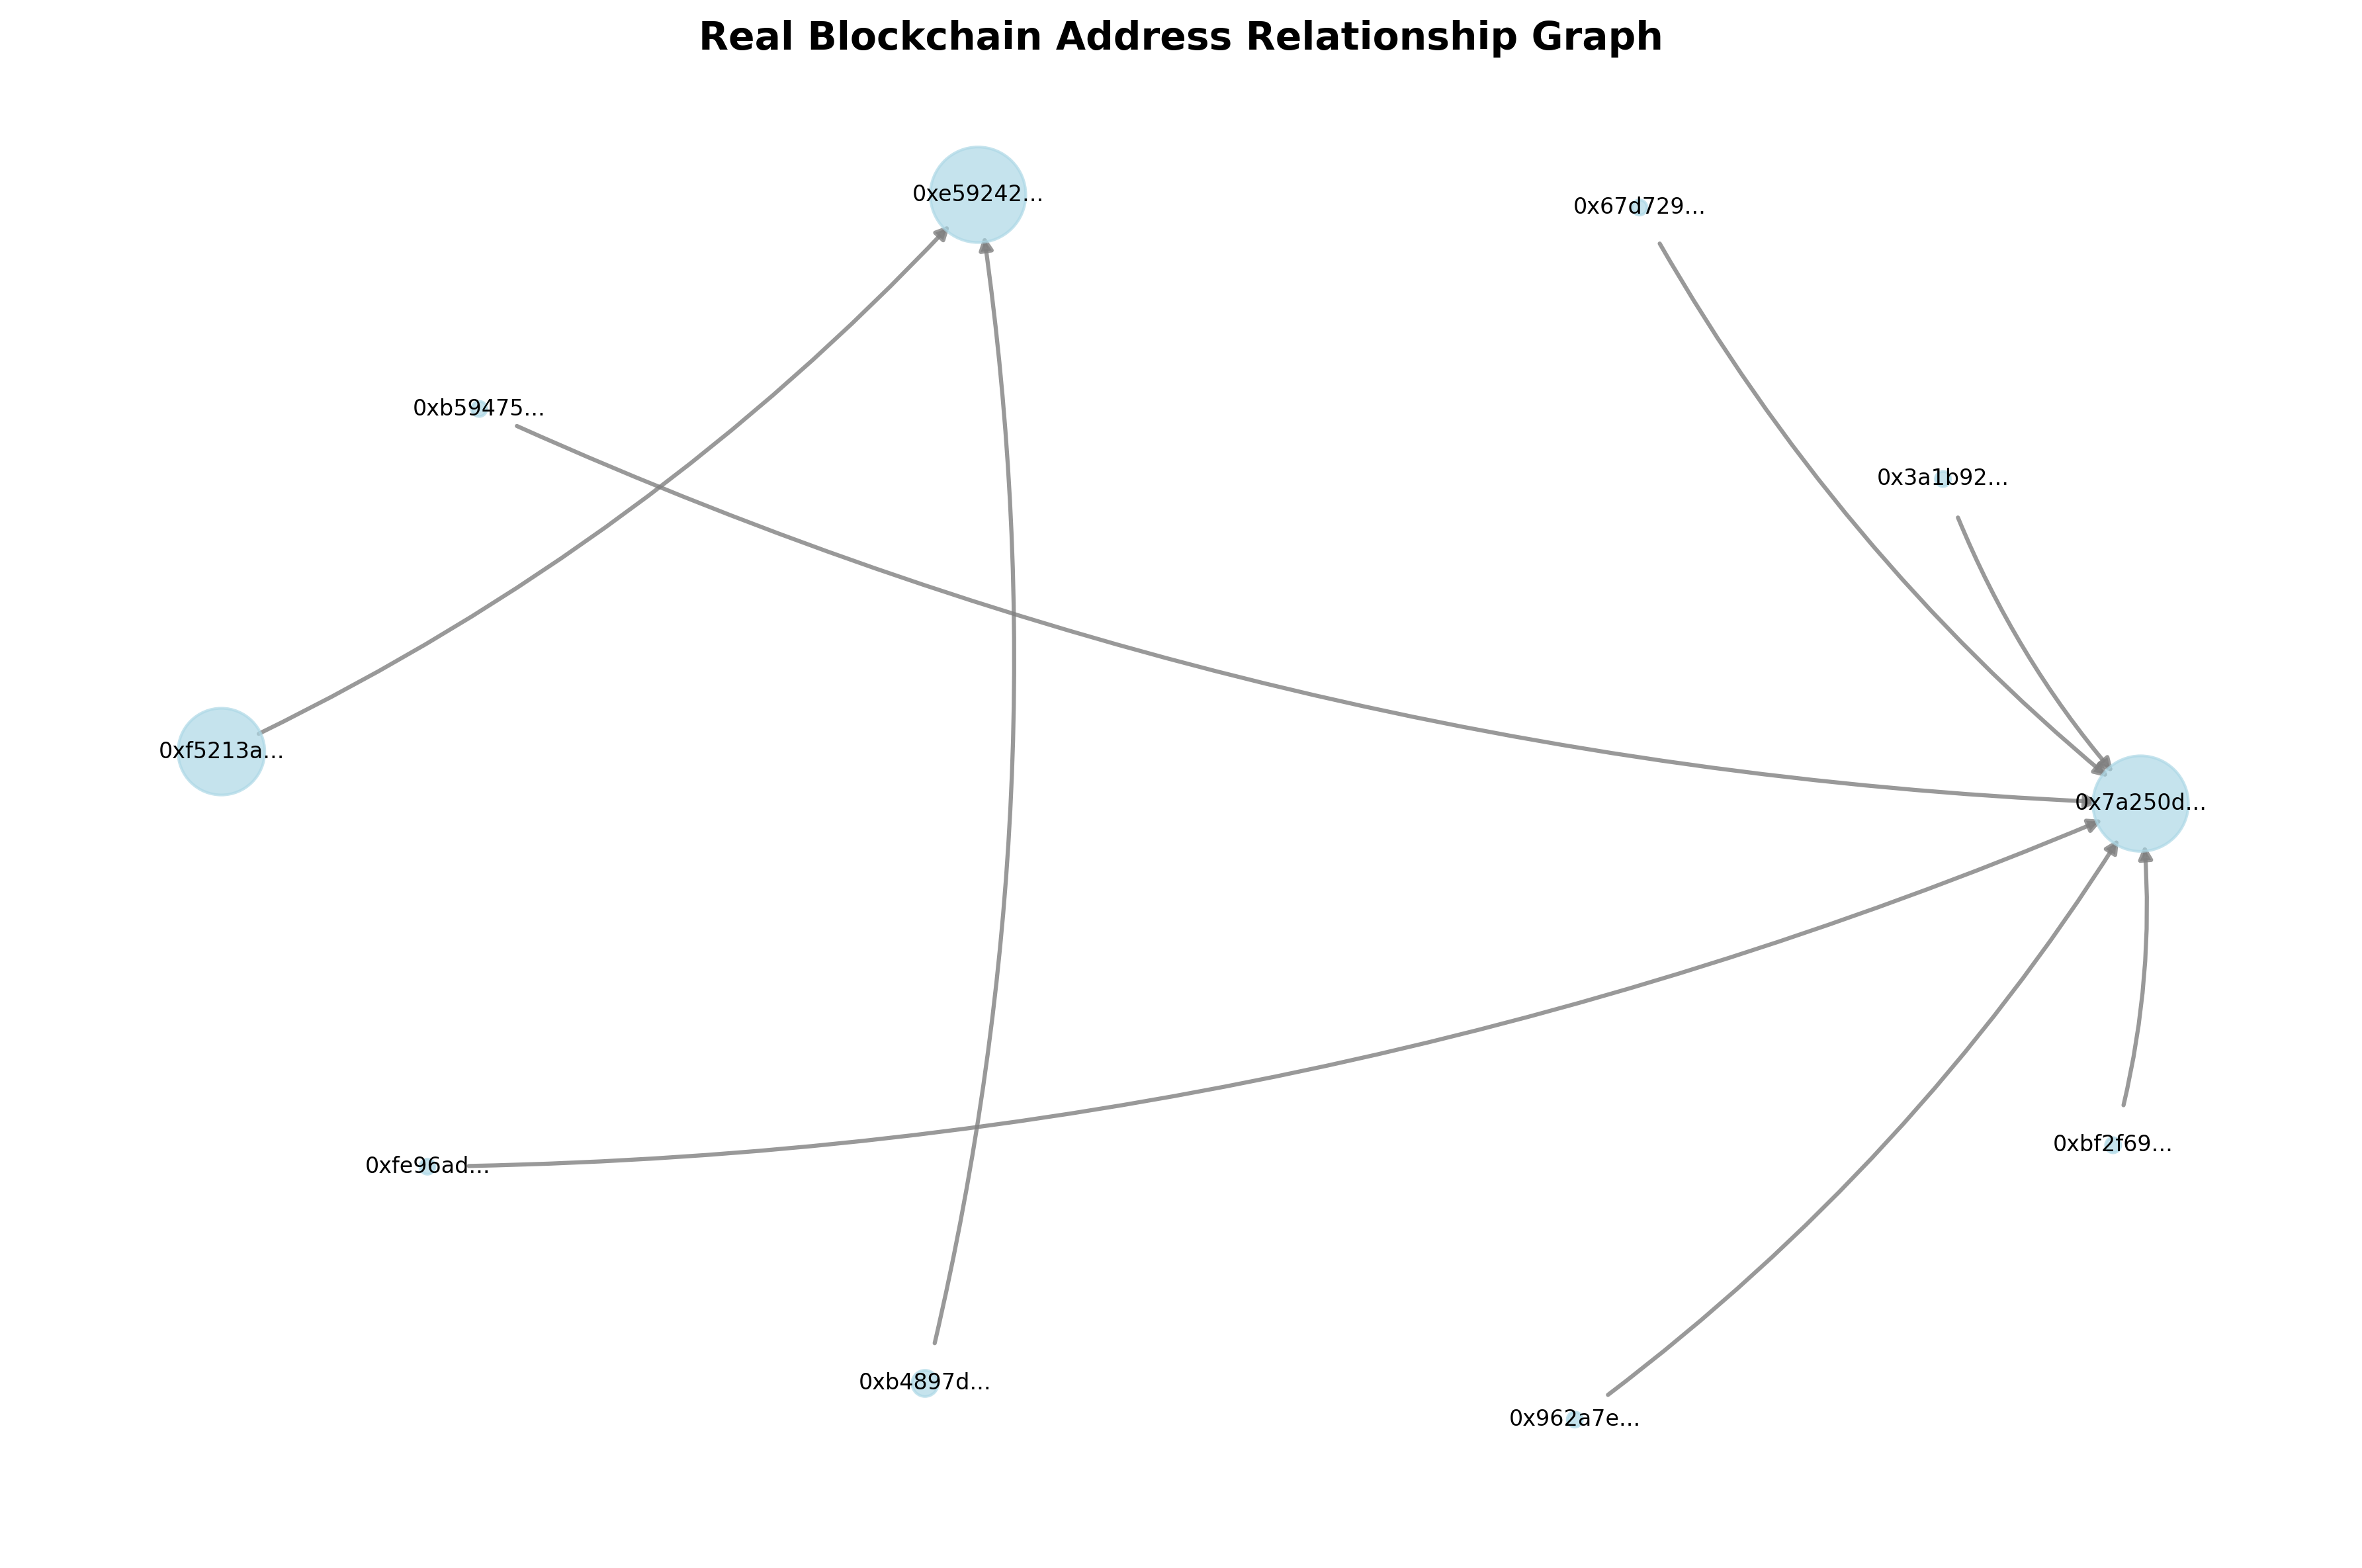 Real Blockchain Address Relationship Graph
0xe59242...
0x67d729...
0xb59475...
0x3a1b92...
0xf5213a...
0x7a250d...
0xbf2f69...
0xfe96ad...
0xb4897d...
0x962a7e...